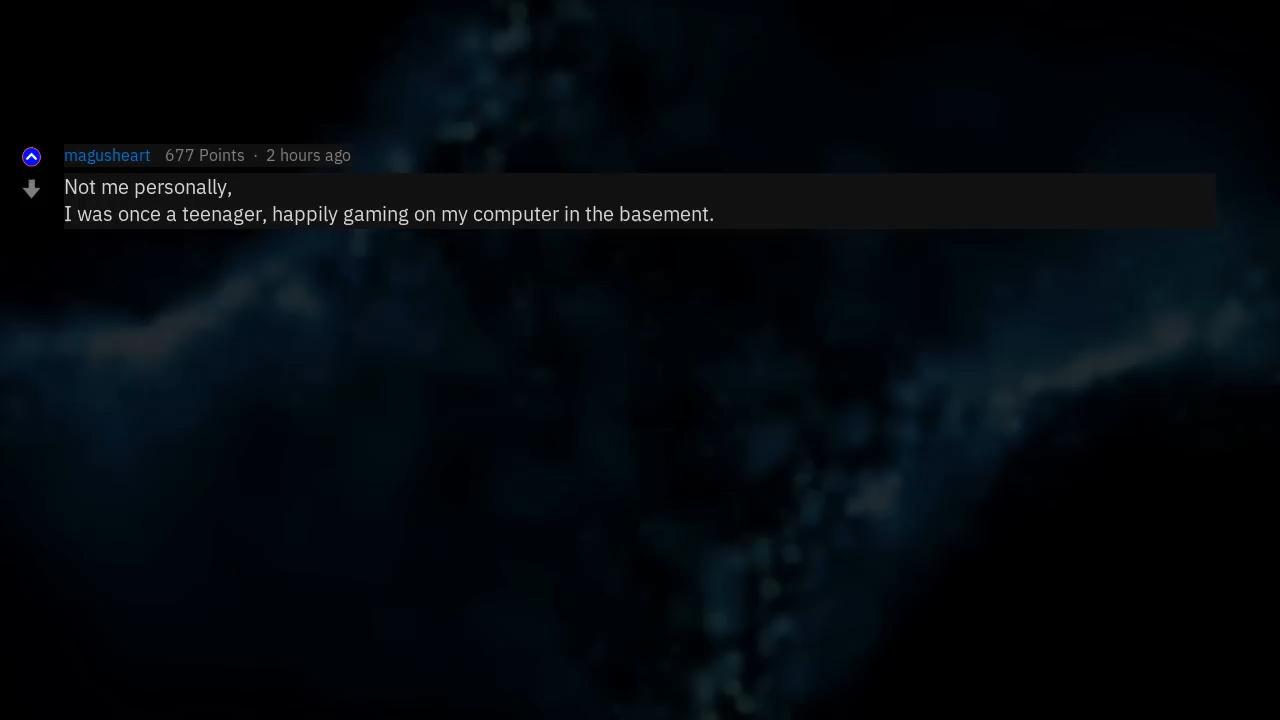 magusheart 677 Points · 2 hours ago
Not me personally,
I was once a teenager, happily gaming on my computer in the basement.